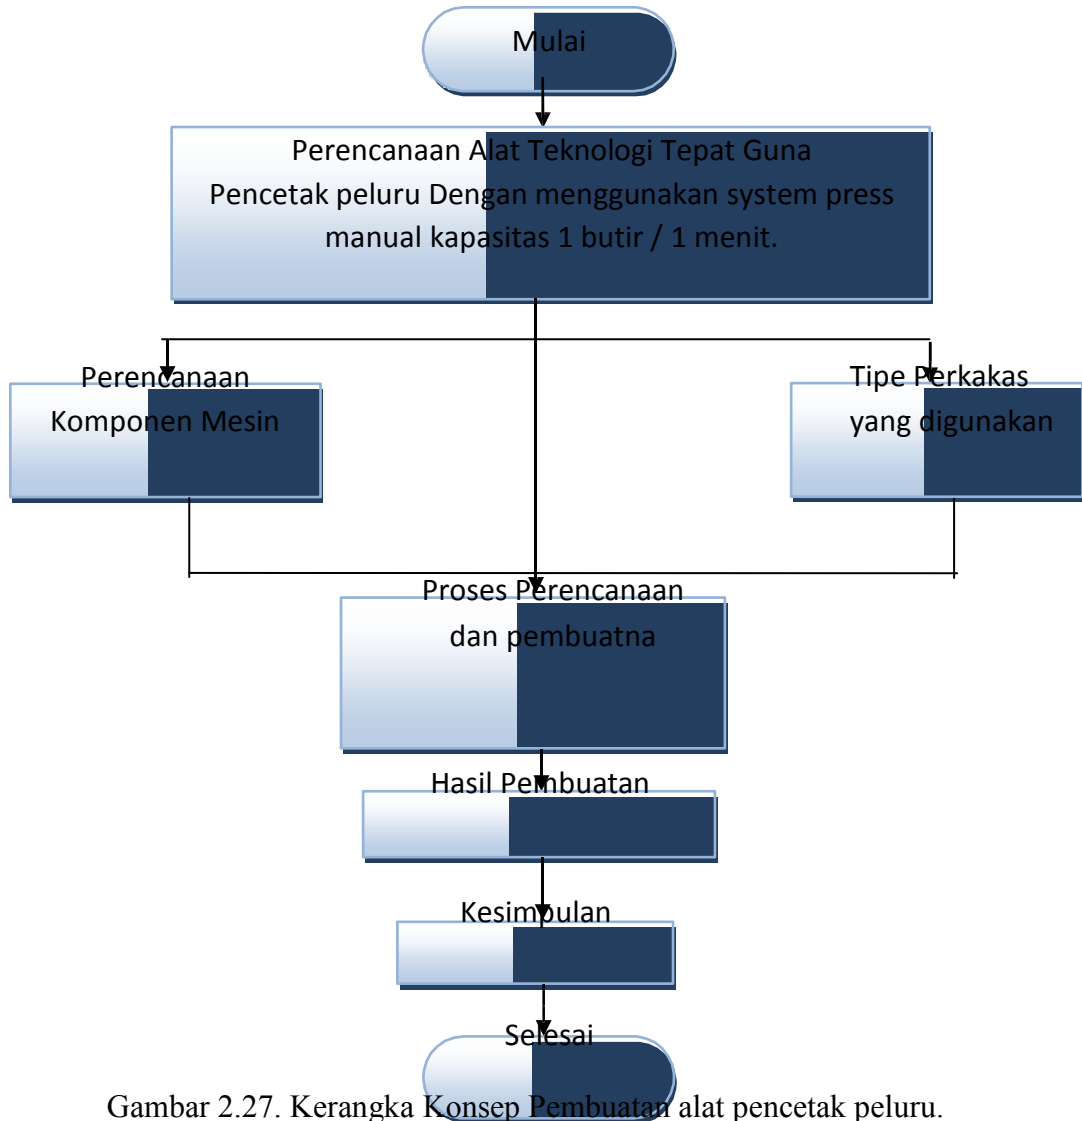 Mulai
Perencanaan Alat Teknologi Tepat Guna
Pencetak peluru Dengan menggunakan system press
manual kapasitas 1 butir / 1 menit.
Perencanaan
Komponen Mesin
Tipe Perkakas
yang digunakan
Proses Perencanaan
dan pembuatna
Hasil Pembuatan
Kesimpulan
Selesai
Gambar 2.27. Kerangka Konsep Pembuatan alat pencetak peluru.